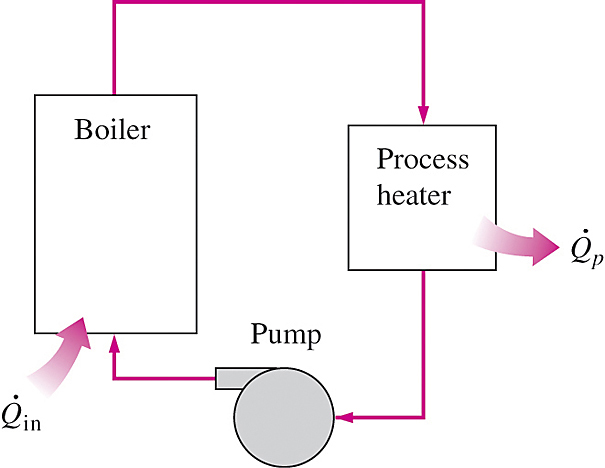 Boiler
Process
heater
Q̇p
Pump
Q̇in